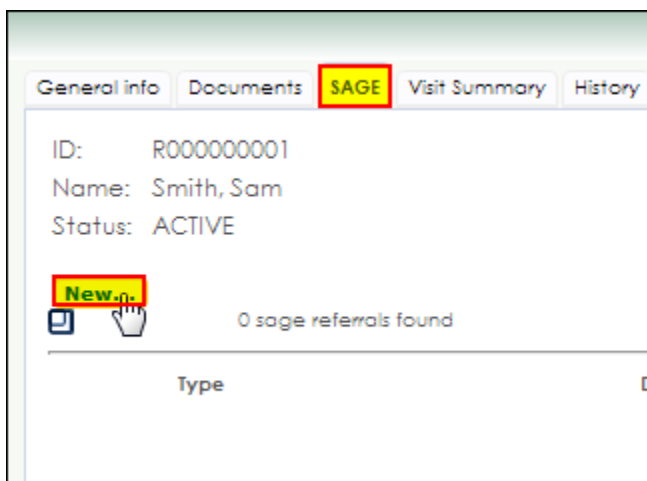 General info Documents SAGE Visit Summary History
ID: R000000001
Name: Smith, Sam
Status: ACTIVE
New...
0 sage referrals found
Type